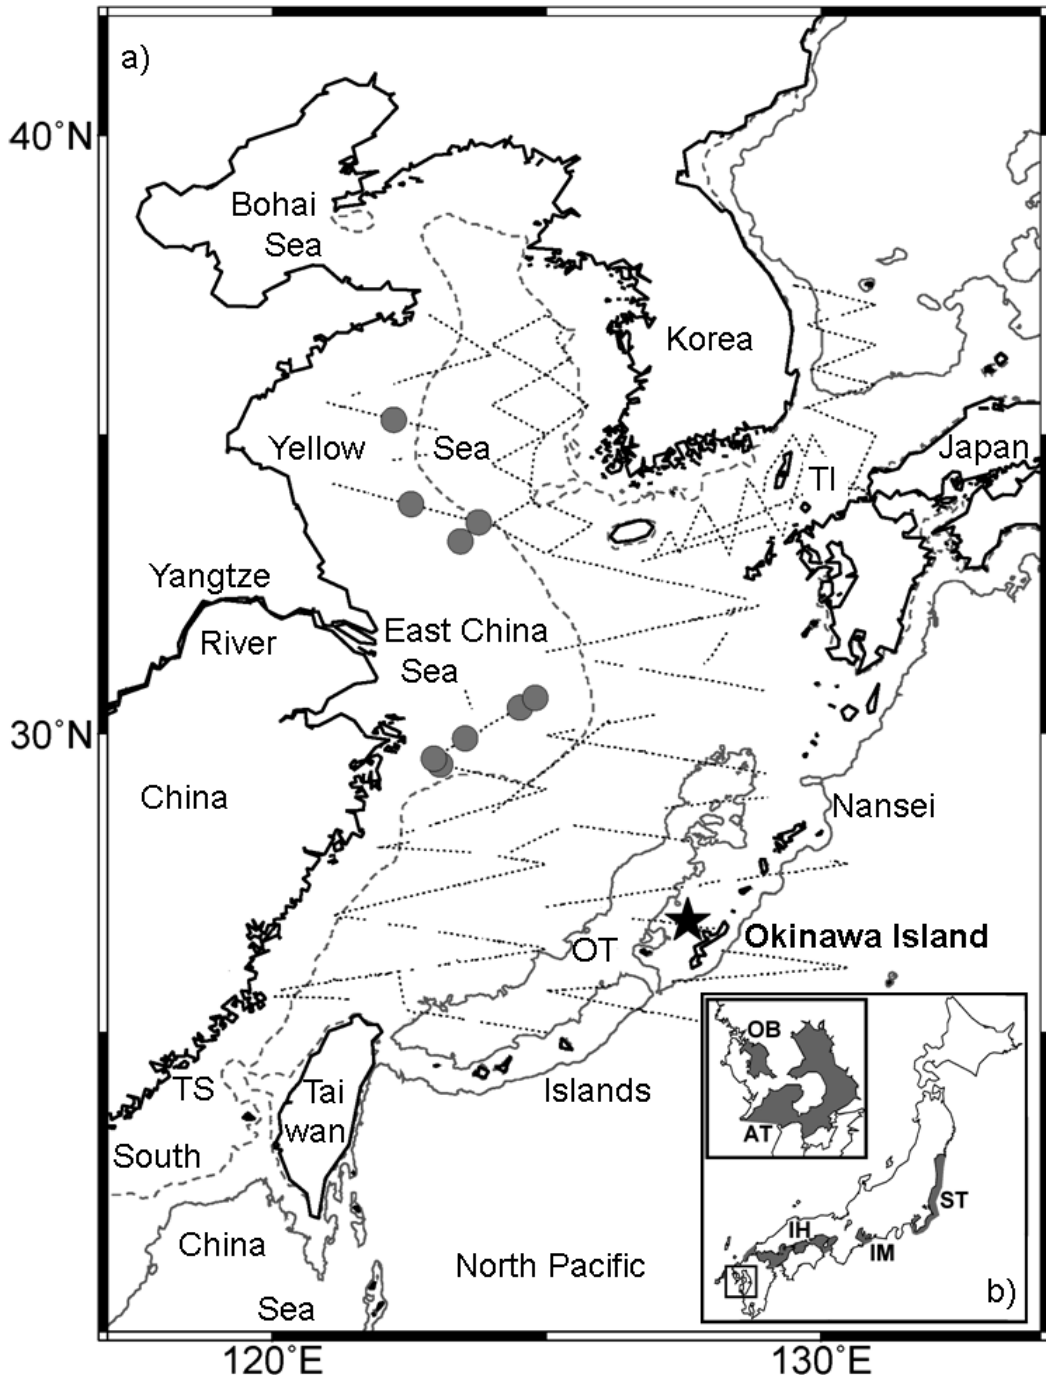 a)
40°N
Bohai
Sea
Korea
Japan
Yellow Sea
TI
Yangtze
River
East China
Sea
30°N
China
Nansei
Okinawa Island
OT
TS
Tai
wan
Islands
South
China
Sea
North Pacific
OB
AT
ST
IH
IM
b)
120°E
130°E